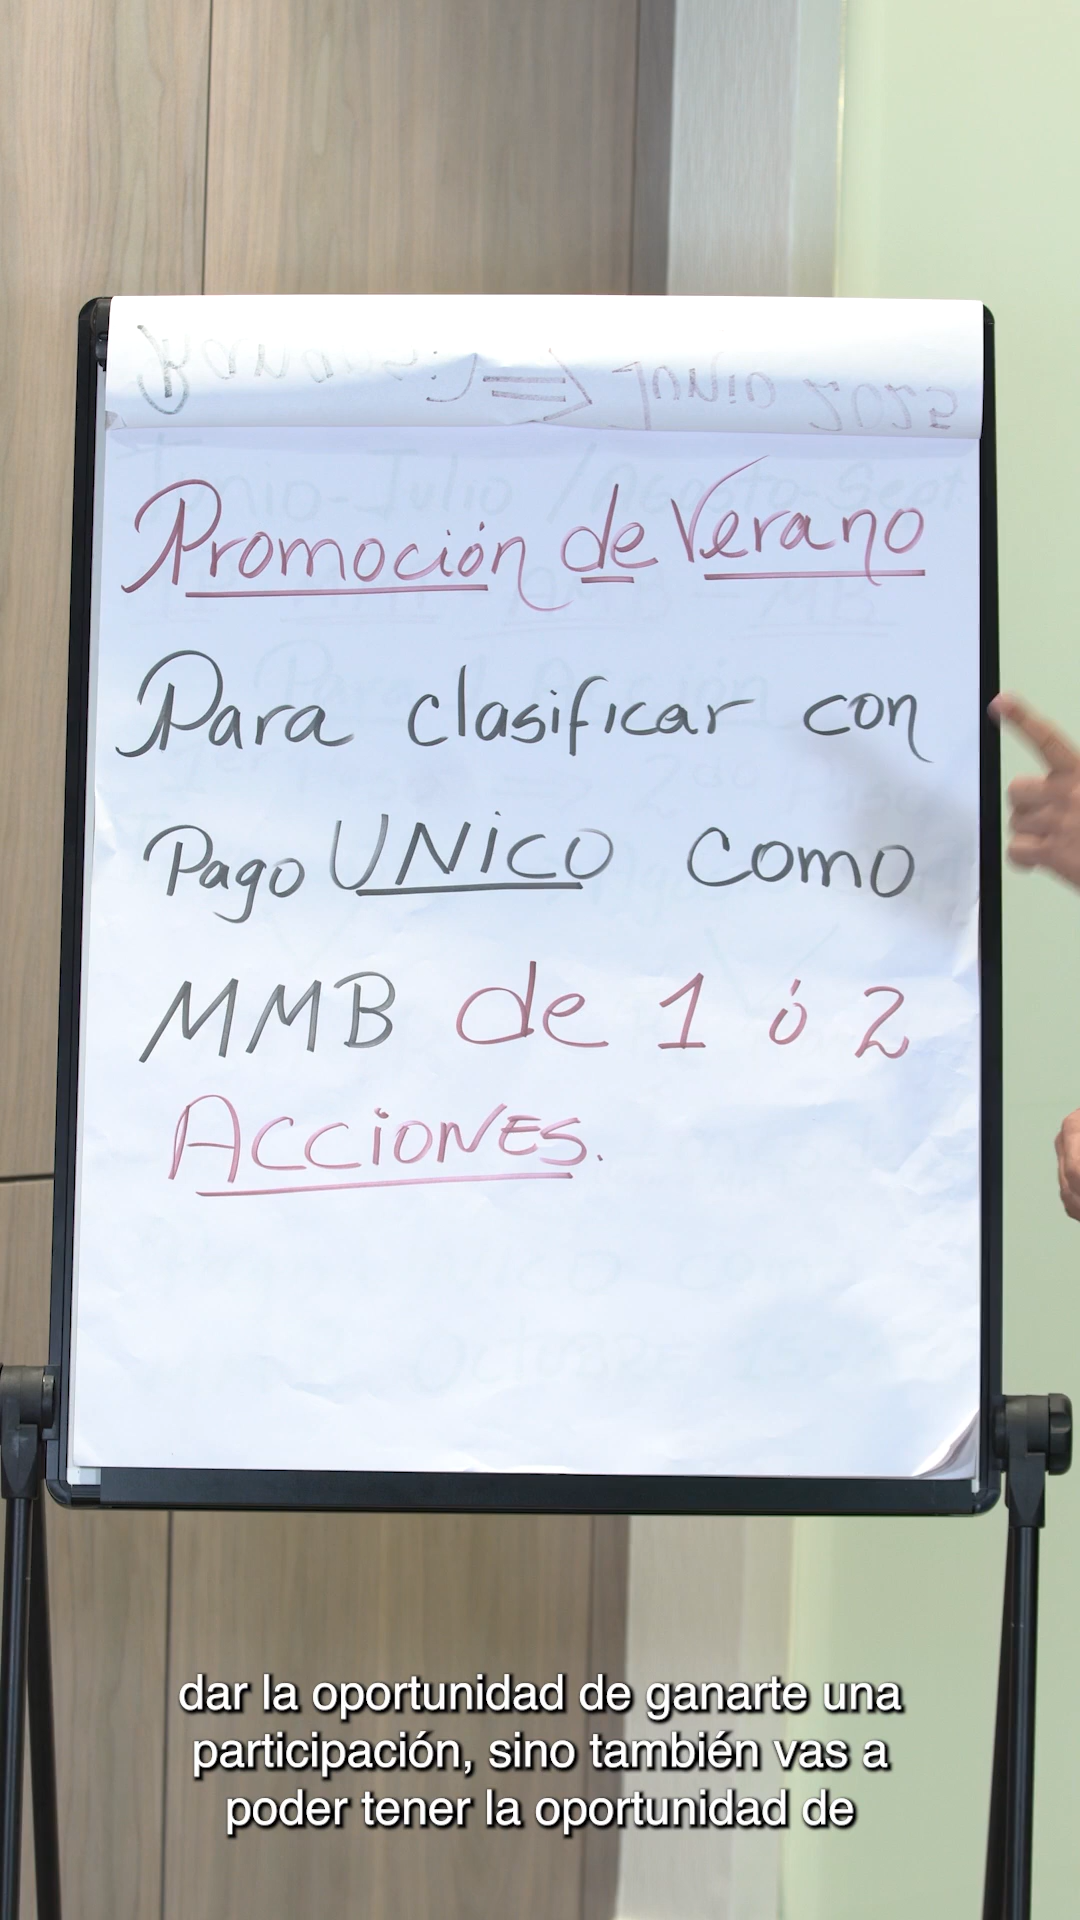 Junio 2025
Promoción de Verano
Para clasificar con
Pago UNiCO como
MMB de 1 ó 2
ACCiONES.
dar la oportunidad de ganarte una
participación, sino también vas a
poder tener la oportunidad de